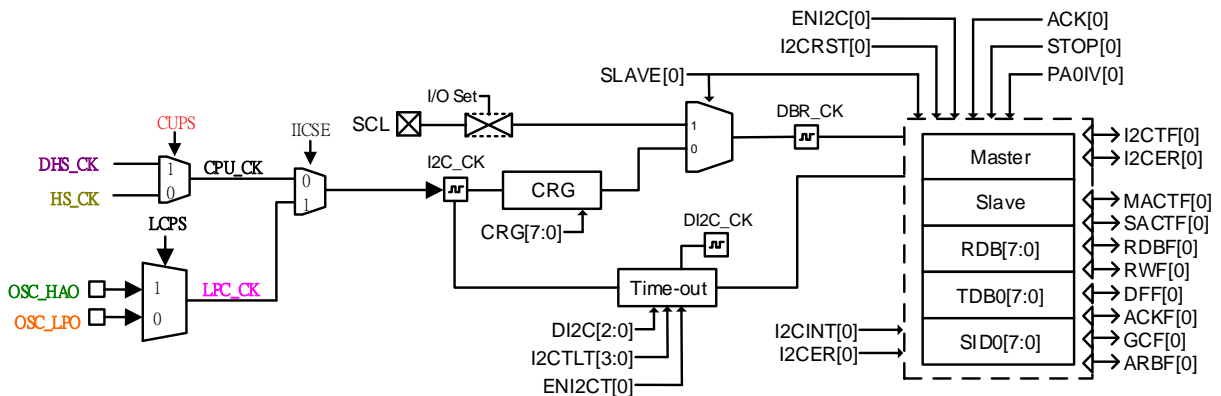 ENI2C[0]
ACK[0]
I2CRST[0]
STOP[0]
SLAVE[0]
PA0IV[0]
I/O Set
DBR_CK
SCL
1
0
CUPS
IICSE
DHS_CK
1
CPU_CK
0
I2C_CK
HS_CK
0
1
CRG
CRG[7:0]
LCPS
DI2C_CK
OSC_HAO
1
LPC_CK
OSC_LPO
0
Time-out
DI2C[2:0]
I2CTLT[3:0]
ENI2CT[0]
I2CINT[0]
I2CER[0]
Master
Slave
RDB[7:0]
TDB0[7:0]
SID0[7:0]
I2CTF[0]
I2CER[0]
MACTF[0]
SACTF[0]
RDBF[0]
RWF[0]
DFF[0]
ACKF[0]
GCF[0]
ARBF[0]